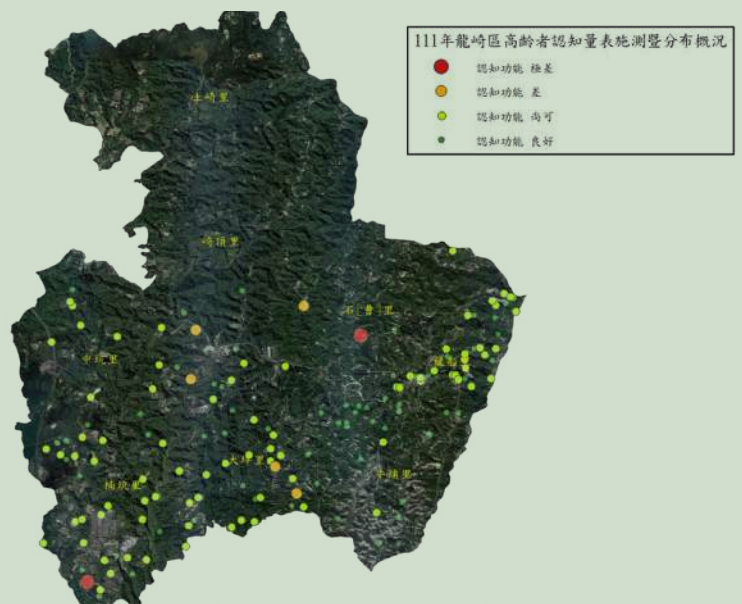 111年龍崎區高齡者認知量表施測暨分布概況
認知功能 極差
認知功能 差
認知功能 尚可
認知功能 良好
土崎里
崎頂里
石[曹]里
中坑里
大坪里
楠坑里
牛埔里